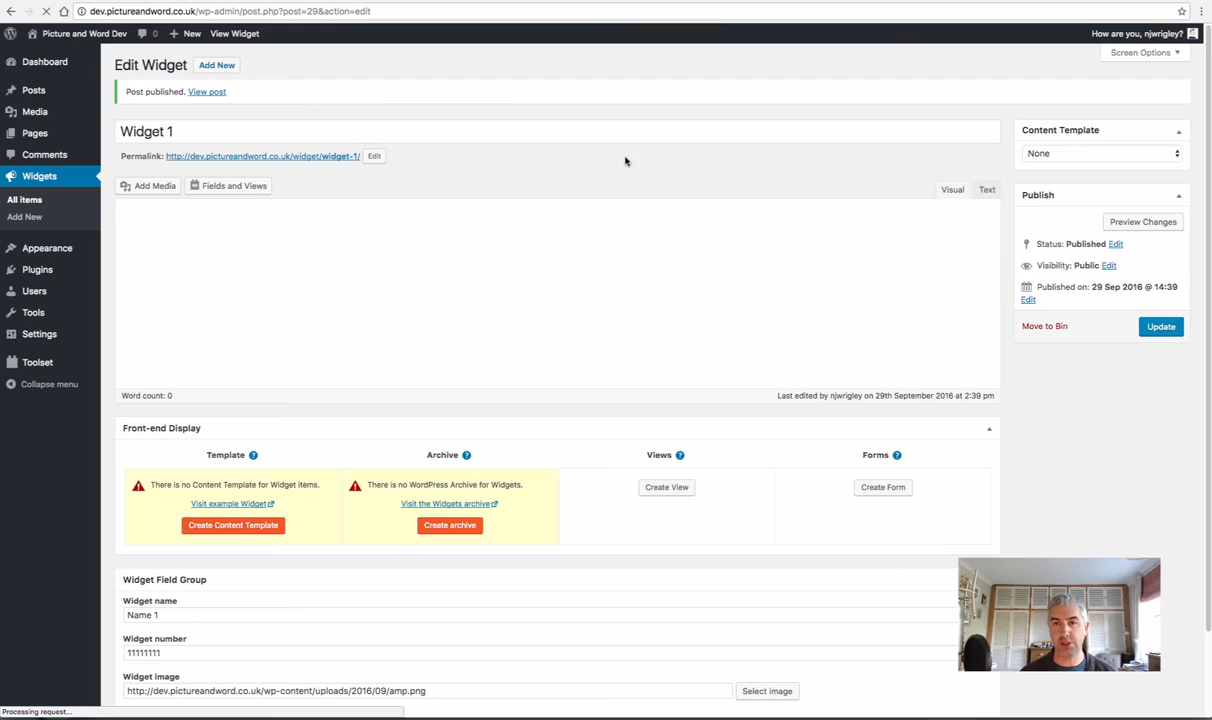 dev.pictureandword.co.uk/wp-admin/post.php?post=29&action=edit
Picture and Word Dev 0 New View Widget How are you, njwrigley
Screen Options
Dashboard
Posts
Media
Pages
Comments
Widgets
All items
Add New
Appearance
Plugins
Users
Tools
Settings
Toolset
Collapse menu
Edit Widget Add New
Post published. View post
Widget 1
Permalink: http://dev.pictureandword.co.uk/widget/widget-1/ Edit
Add Media Fields and Views Visual Text
Word count: 0 Last edited by njwrigley on 29th September 2016 at 2:39 pm
Content Template
None
Publish
Preview Changes
Status: Published Edit
Visibility: Public Edit
Published on: 29 Sep 2016 @ 14:39
Edit
Move to Bin Update
Front-end Display
Template ? Archive ? Views ? Forms ?
There is no Content Template for Widget items. There is no WordPress Archive for Widgets. Create View Create Form
Visit example Widget Visit the Widgets archive
Create Content Template Create archive
Widget Field Group
Widget name
Name 1
Widget number
11111111
Widget image
http://dev.pictureandword.co.uk/wp-content/uploads/2016/09/amp.png Select image
Processing request...